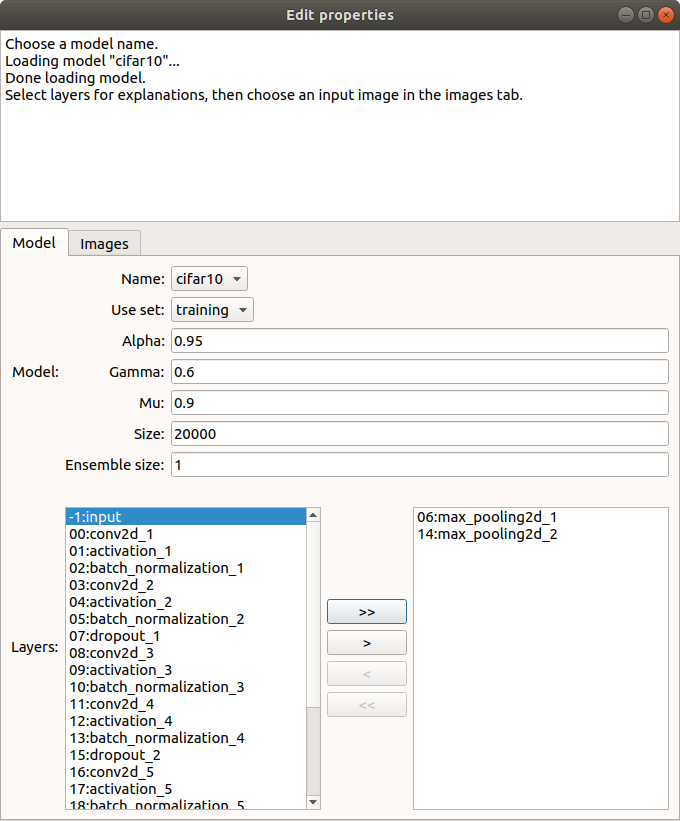 Edit properties
Choose a model name.
Loading model "cifar10"...
Done loading model.
Select layers for explanations, then choose an input image in the images tab.
Model
Images
Name: cifar10
Use set: training
Alpha: 0.95
Model:
Gamma: 0.6
Mu: 0.9
Size: 20000
Ensemble size: 1
Layers:
-1:input
00:conv2d_1
01:activation_1
02:batch_normalization_1
03:conv2d_2
04:activation_2
05:batch_normalization_2
07:dropout_1
08:conv2d_3
09:activation_3
10:batch_normalization_3
11:conv2d_4
12:activation_4
13:batch_normalization_4
15:dropout_2
16:conv2d_5
17:activation_5
18:batch_normalization_5
>>
>
<
<<
06:max_pooling2d_1
14:max_pooling2d_2